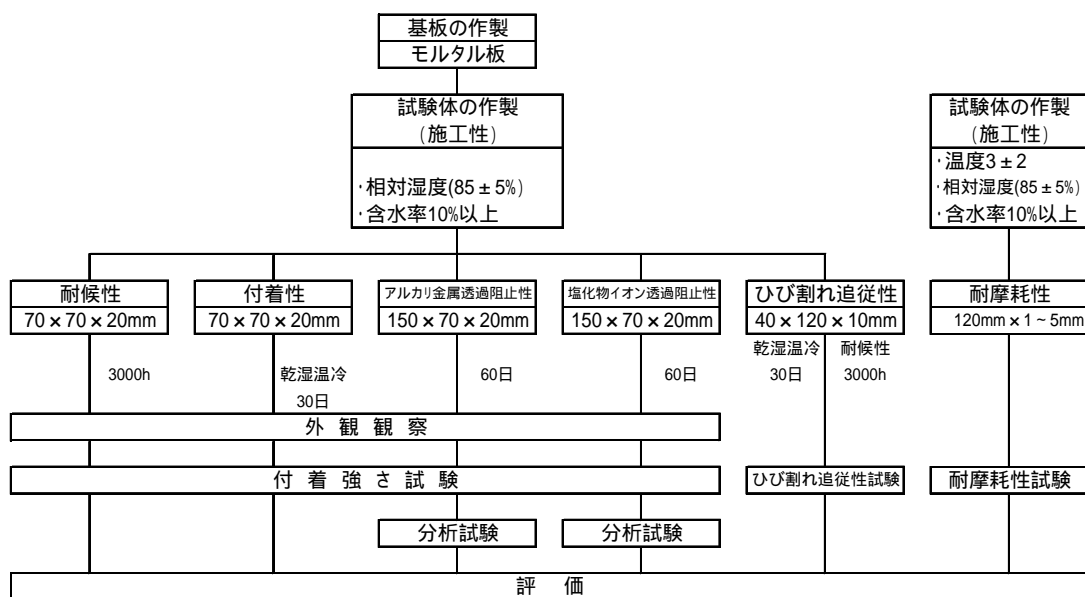 基板の作製
モルタル板
試験体の作製
(施工性)
・相対湿度(85±5%)
・含水率10%以上
試験体の作製
(施工性)
・温度3±2
・相対湿度(85±5%)
・含水率10%以上
耐候性
70×70×20mm
付着性
70×70×20mm
アルカリ金属透過阻止性
150×70×20mm
塩化物イオン透過阻止性
150×70×20mm
ひび割れ追従性
40×120×10mm
耐摩耗性
120mm×1~5mm
3000h
乾湿温冷
30日
60日
60日
乾湿温冷
30日
耐候性
3000h
外観観察
付着強さ試験
ひび割れ追従性試験
耐摩耗性試験
分析試験
分析試験
評 価